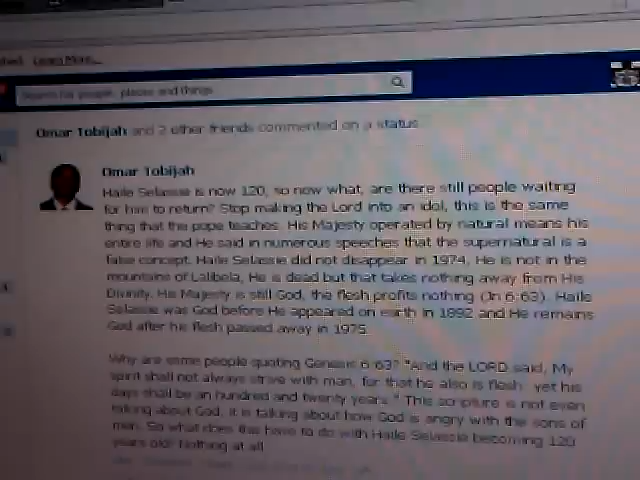 Learn More...
Search for people, places and things
Omar Tobijah and 2 other friends commented on a status.
Omar Tobijah
Haile Selassie is now 120, so now what, are there still people waiting
for him to return? Stop making the Lord into an idol, this is the same
thing that the pope teaches. His Majesty operated by natural means his
entire life and He said in numerous speeches that the supernatural is a
false concept. Haile Selassie did not disappear in 1974, He is not in the
mountains of Lalibela, He is dead but that takes nothing away from His
Divinity. His Majesty is still God, the flesh profits nothing (Jn 6:63). Haile
Selassie was God before He appeared on earth in 1892 and He remains
God after his flesh passed away in 1975.
Why are some people quoting Genesis 6:63? "And the LORD said, My
spirit shall not always strive with man, for that he also is flesh: yet his
days shall be an hundred and twenty years." This scripture is not even
talking about God, it is talking about how God is angry with the sons of
men. So what does this have to do with Haile Selassie becoming 120
years old? Nothing at all